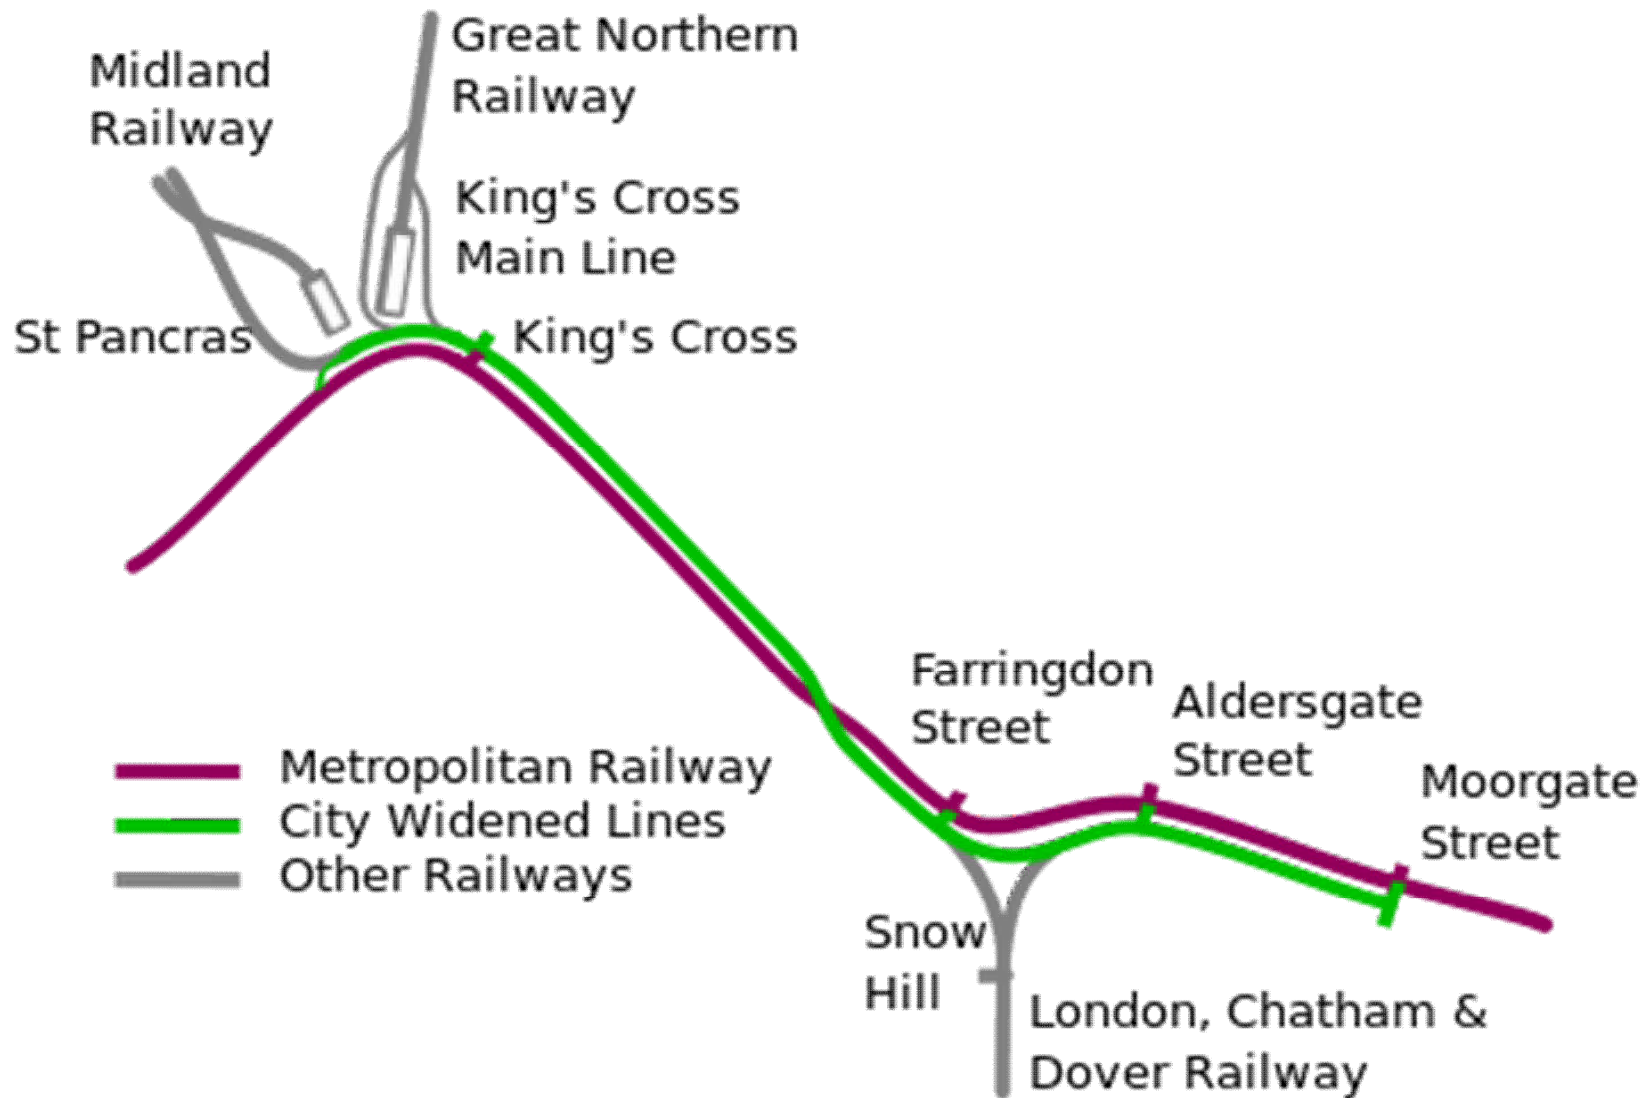 Great Northern
Railway
Midland
Railway
King's Cross
Main Line
St Pancras
King's Cross
Farringdon
Street
Aldersgate
Street
Moorgate
Street
Metropolitan Railway
City Widened Lines
Other Railways
Snow
Hill
London, Chatham &
Dover Railway